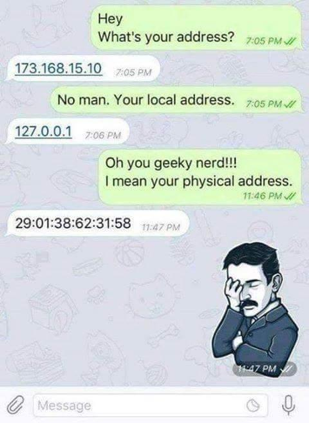 Hey
What's your address? 7:05 PM
173.168.15.10 7:05 PM
No man. Your local address. 7:05 PM
127.0.0.1 7:06 PM
Oh you geeky nerd!!!
I mean your physical address.
11:46 PM
29:01:38:62:31:58 11:47 PM
11:47 PM
Message